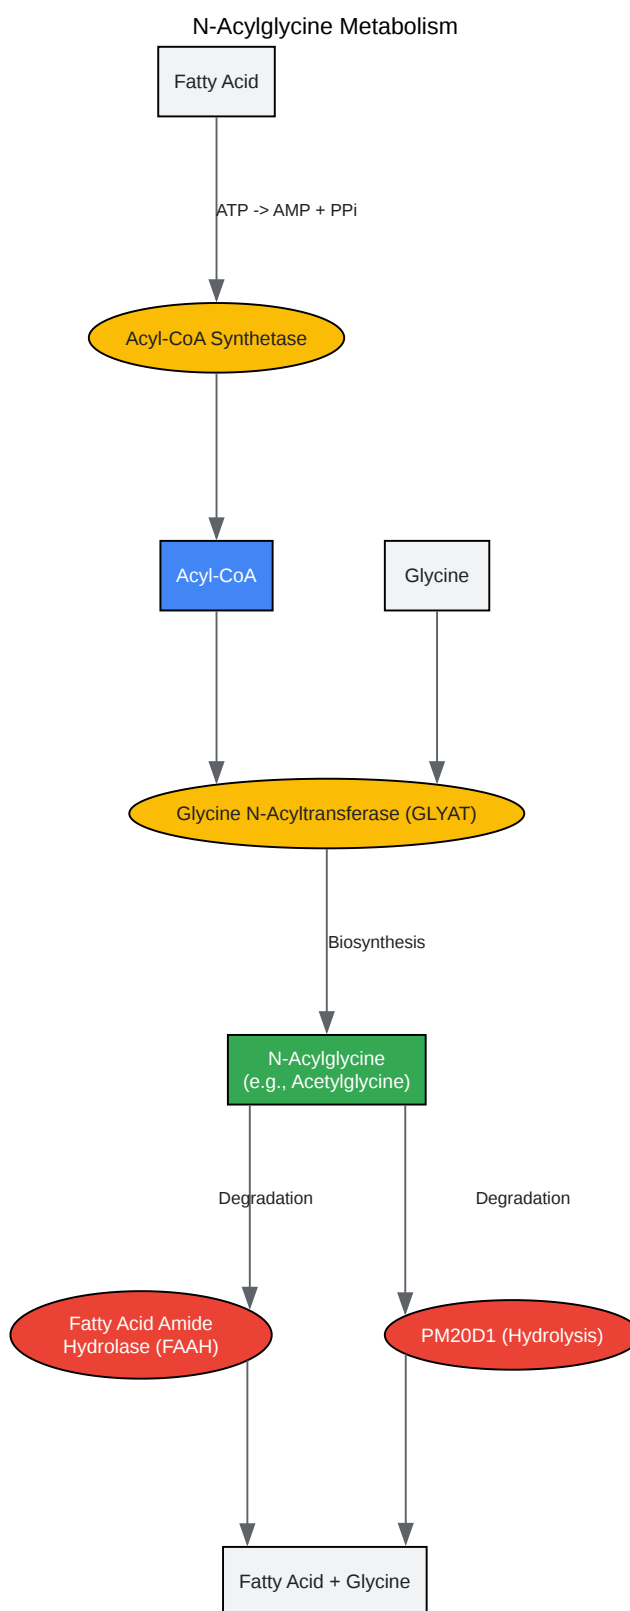 N-Acylglycine Metabolism
Fatty Acid
ATP -> AMP + PPi
Acyl-CoA Synthetase
Acyl-CoA
Glycine
Glycine N-Acyltransferase (GLYAT)
Biosynthesis
N-Acylglycine
(e.g., Acetylglycine)
Degradation
Degradation
Fatty Acid Amide
Hydrolase (FAAH)
PM20D1 (Hydrolysis)
Fatty Acid + Glycine